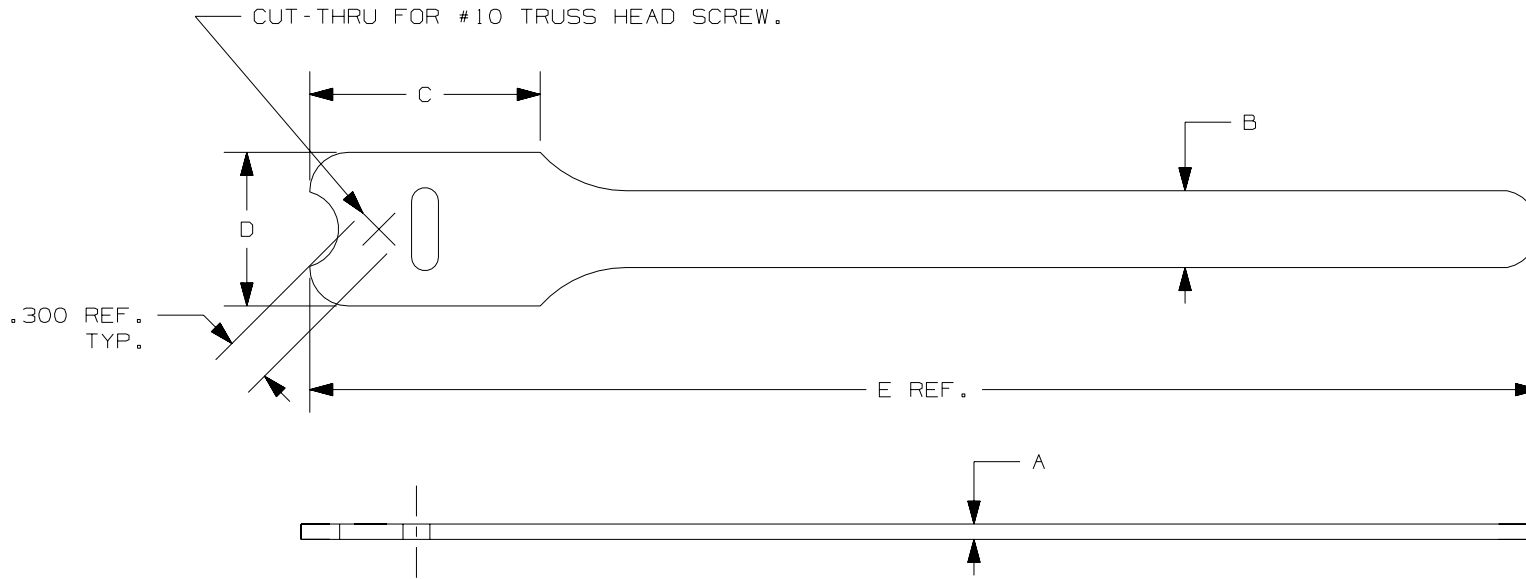 CUT-THRU FOR #10 TRUSS HEAD SCREW.
C
B
D
.300 REF.
TYP.
E REF.
A